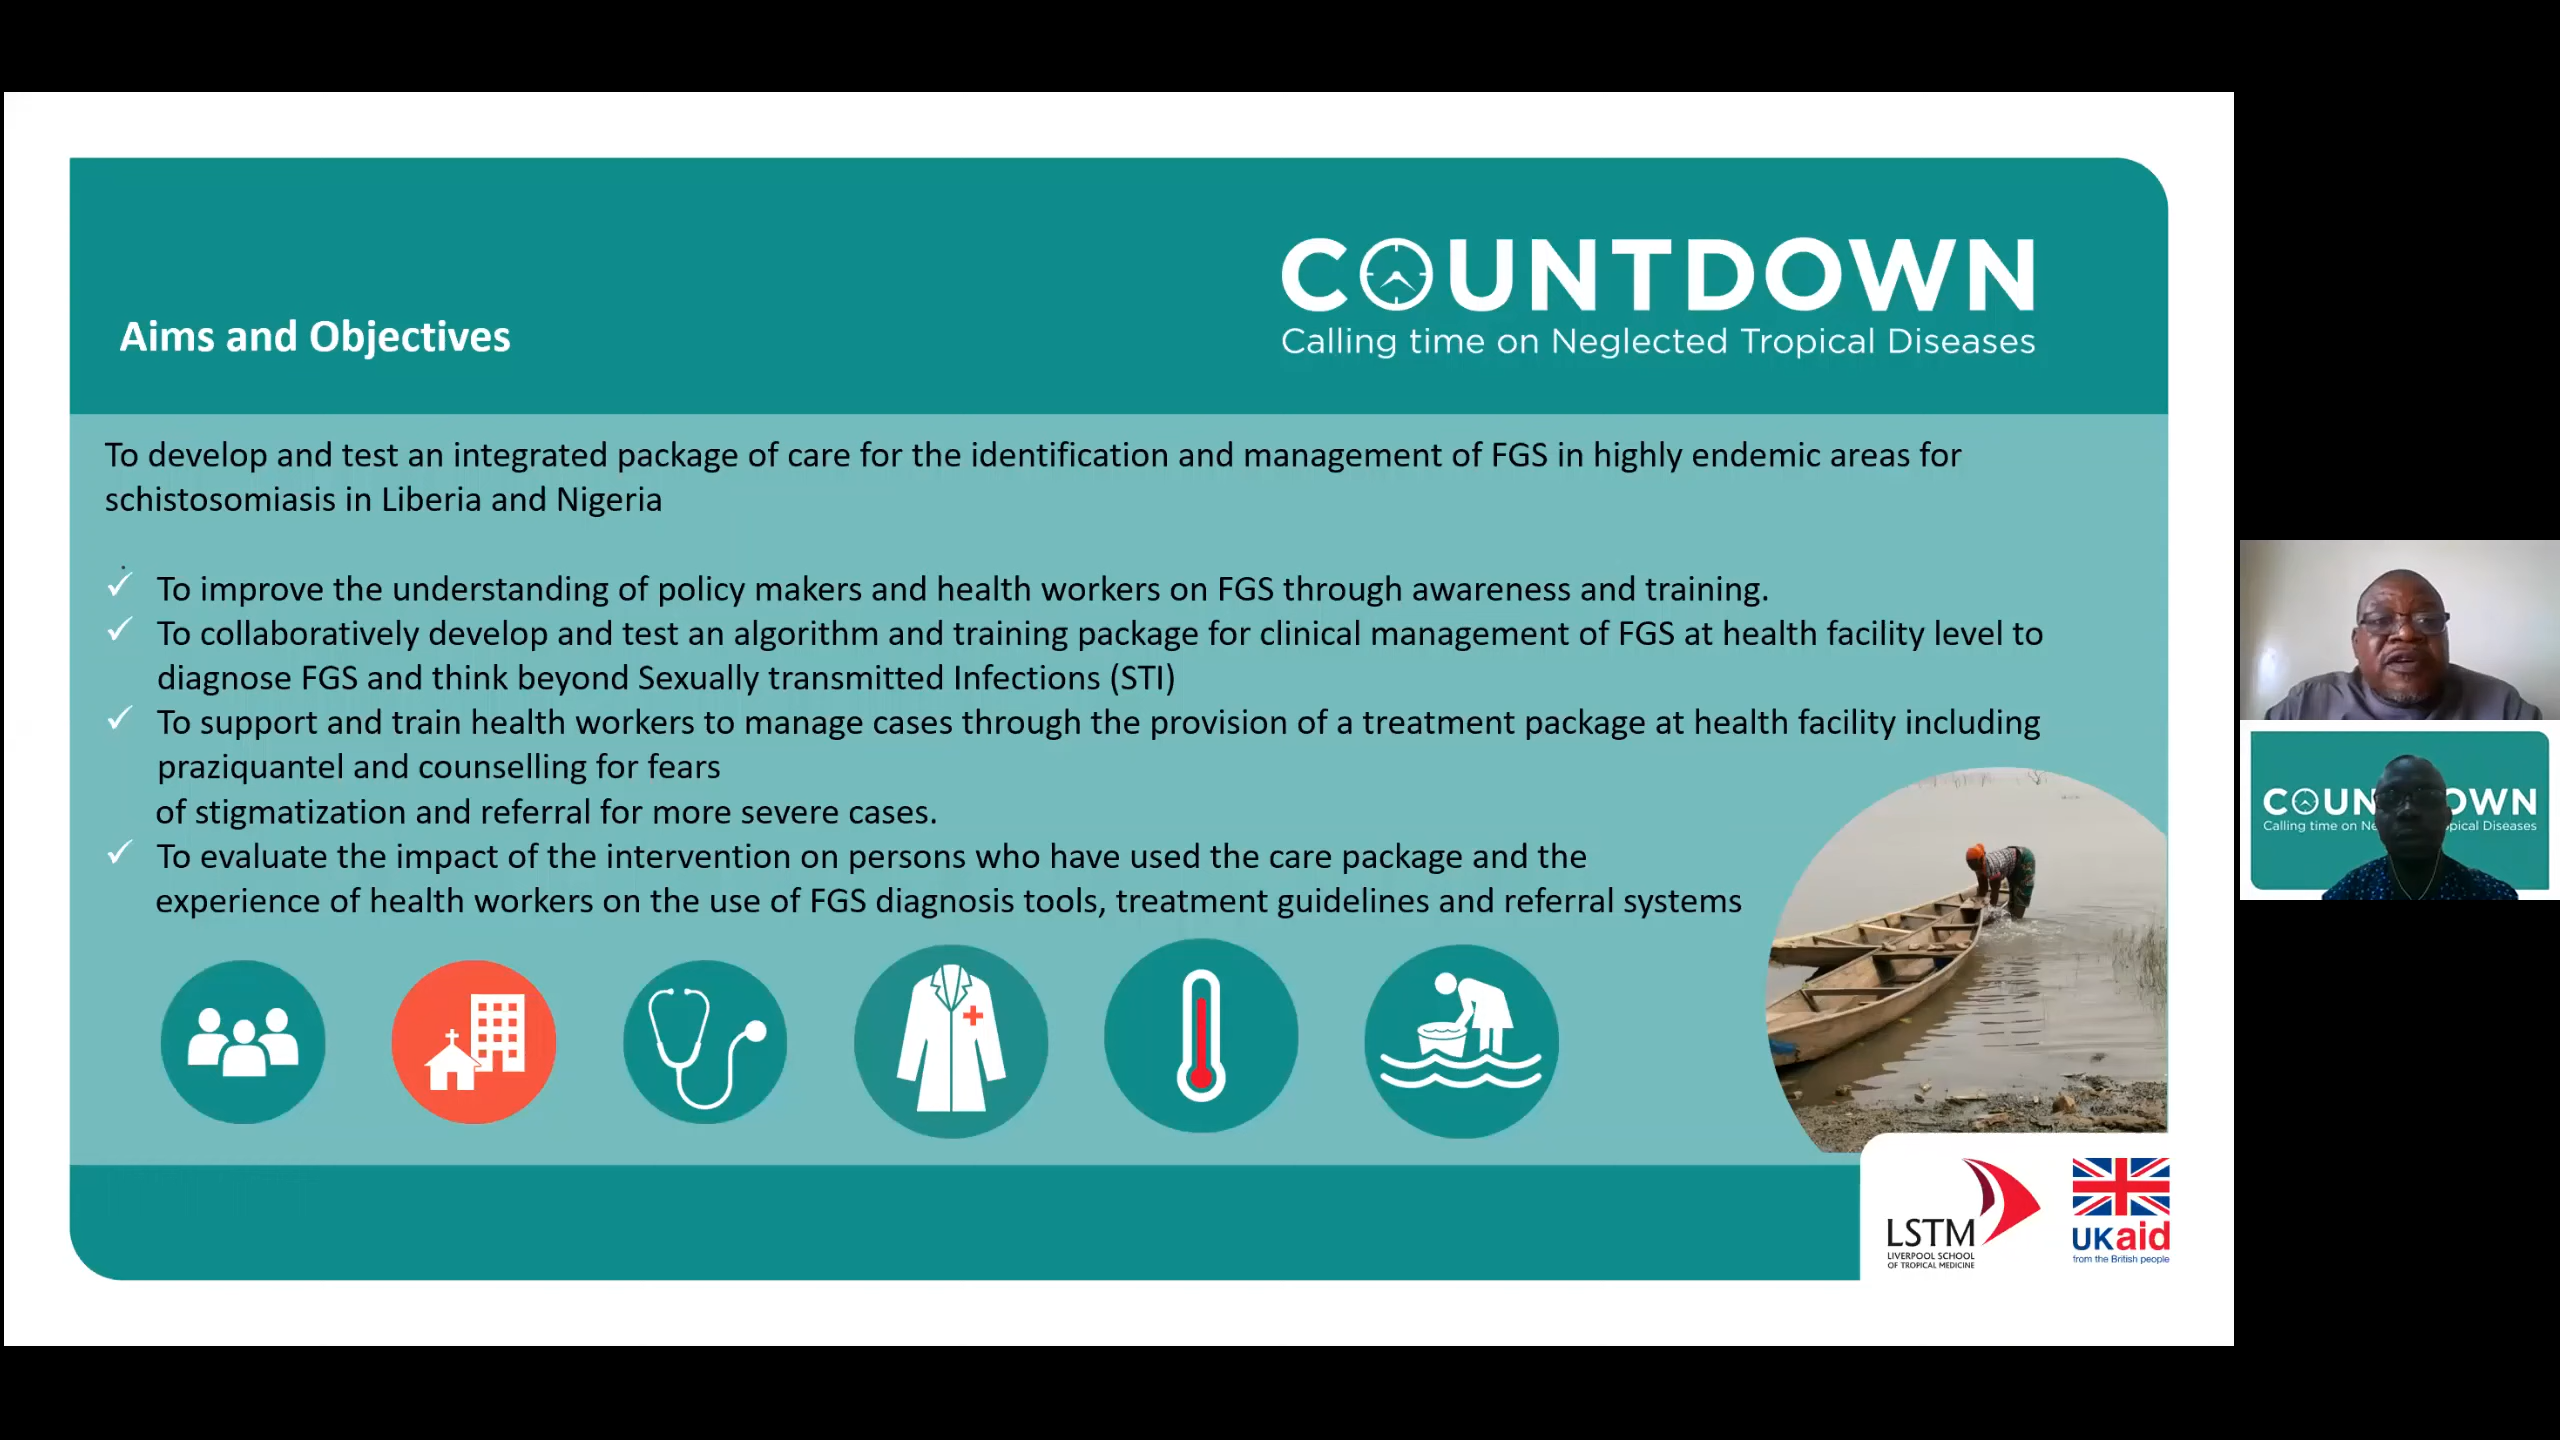 COUNTDOWN
Calling time on Neglected Tropical Diseases
Aims and Objectives
To develop and test an integrated package of care for the identification and management of FGS in highly endemic areas for
schistosomiasis in Liberia and Nigeria
To improve the understanding of policy makers and health workers on FGS through awareness and training.
To collaboratively develop and test an algorithm and training package for clinical management of FGS at health facility level to
diagnose FGS and think beyond Sexually transmitted Infections (STI)
To support and train health workers to manage cases through the provision of a treatment package at health facility including
praziquantel and counselling for fears
of stigmatization and referral for more severe cases.
To evaluate the impact of the intervention on persons who have used the care package and the
experience of health workers on the use of FGS diagnosis tools, treatment guidelines and referral systems
LSTM
LIVERPOOL SCHOOL
OF TROPICAL MEDICINE
UKaid
from the British people
COUN OWN
Calling time on Ne pical Diseases